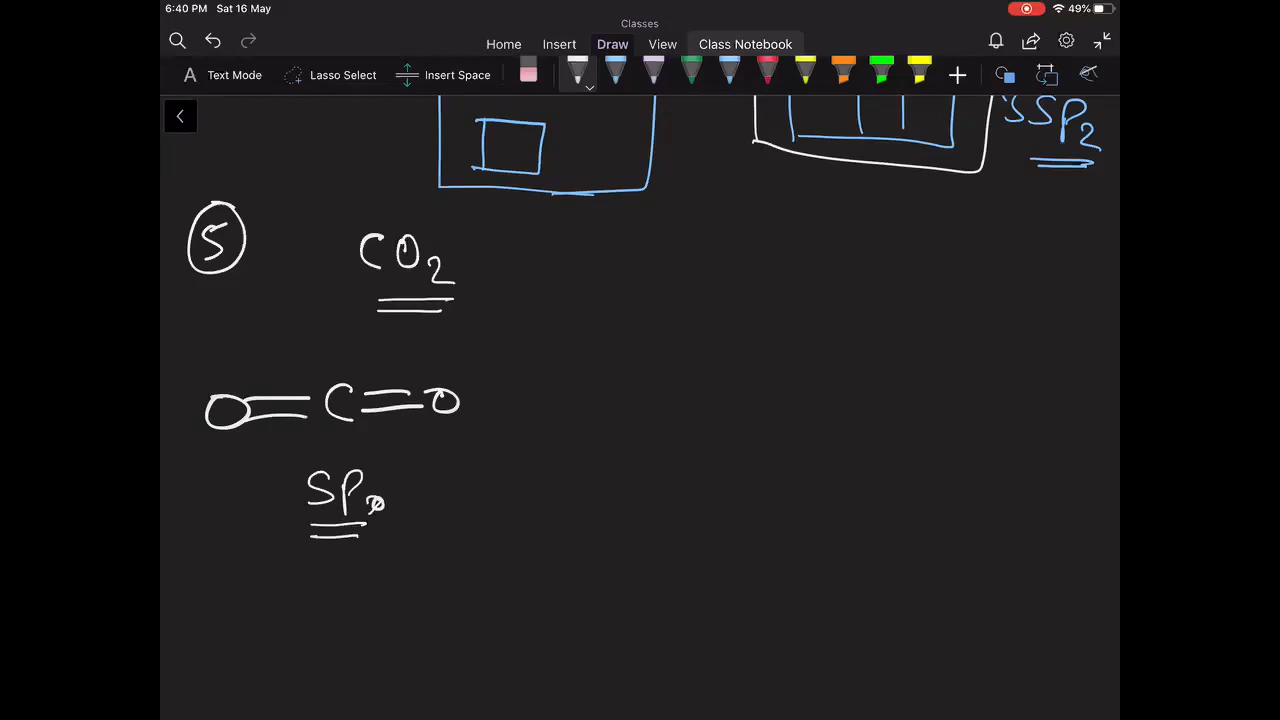 6:40 PM Sat 16 May 49%
Classes
Home Insert Draw View Class Notebook
A Text Mode Lasso Select Insert Space
SSP2
5 CO2
O=C=O
SP